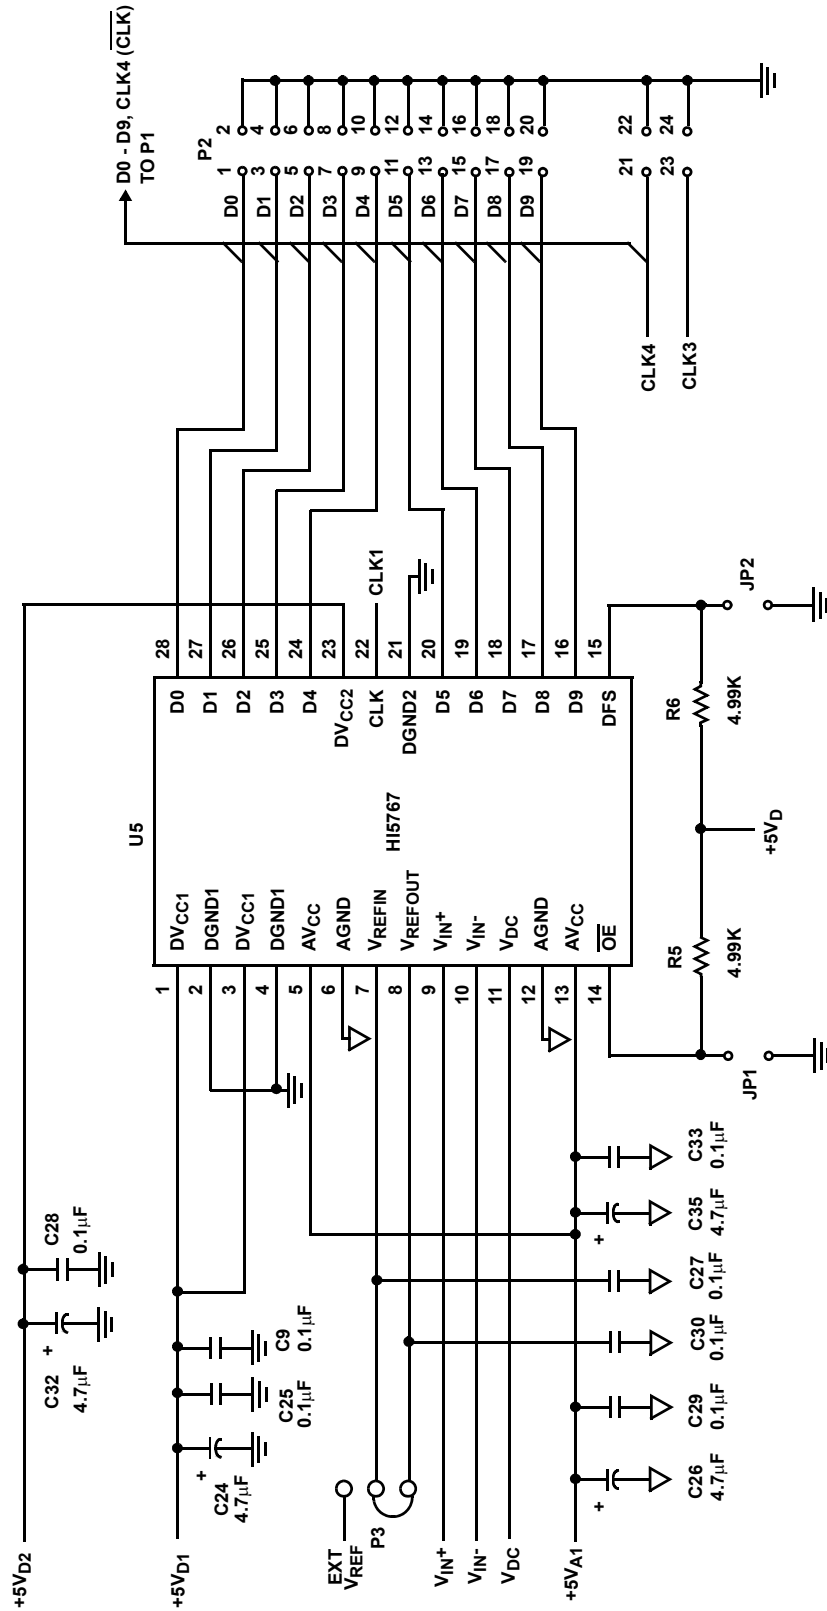 +5VD2
C32
4.7µF
+
C28
0.1µF
+5VD1
C24
4.7µF
+
C25
0.1µF
C9
0.1µF
EXT
VREF
P3
VIN+
VIN-
VDC
+5VA1
+
C26
4.7µF
C29
0.1µF
C30
0.1µF
C27
0.1µF
+
C35
4.7µF
C33
0.1µF
U5
HI5767
1 DVCC1
2 DGND1
3 DVCC1
4 DGND1
5 AVCC
6 AGND
7 VREFIN
8 VREFOUT
9 VIN+
10 VIN-
11 VDC
12 AGND
13 AVCC
14 OE
D0 28
D1 27
D2 26
D3 25
D4 24
DVCC2 23
CLK 22
DGND2 21
D5 20
D6 19
D7 18
D8 17
D9 16
DFS 15
CLK1
JP1
R5
4.99K
+5VD
R6
4.99K
JP2
D0 - D9, CLK4 (CLK)
TO P1
P2
D0 1 2
D1 3 4
D2 5 6
D3 7 8
D4 9 10
D5 11 12
D6 13 14
D7 15 16
D8 17 18
D9 19 20
CLK4 21 22
CLK3 23 24